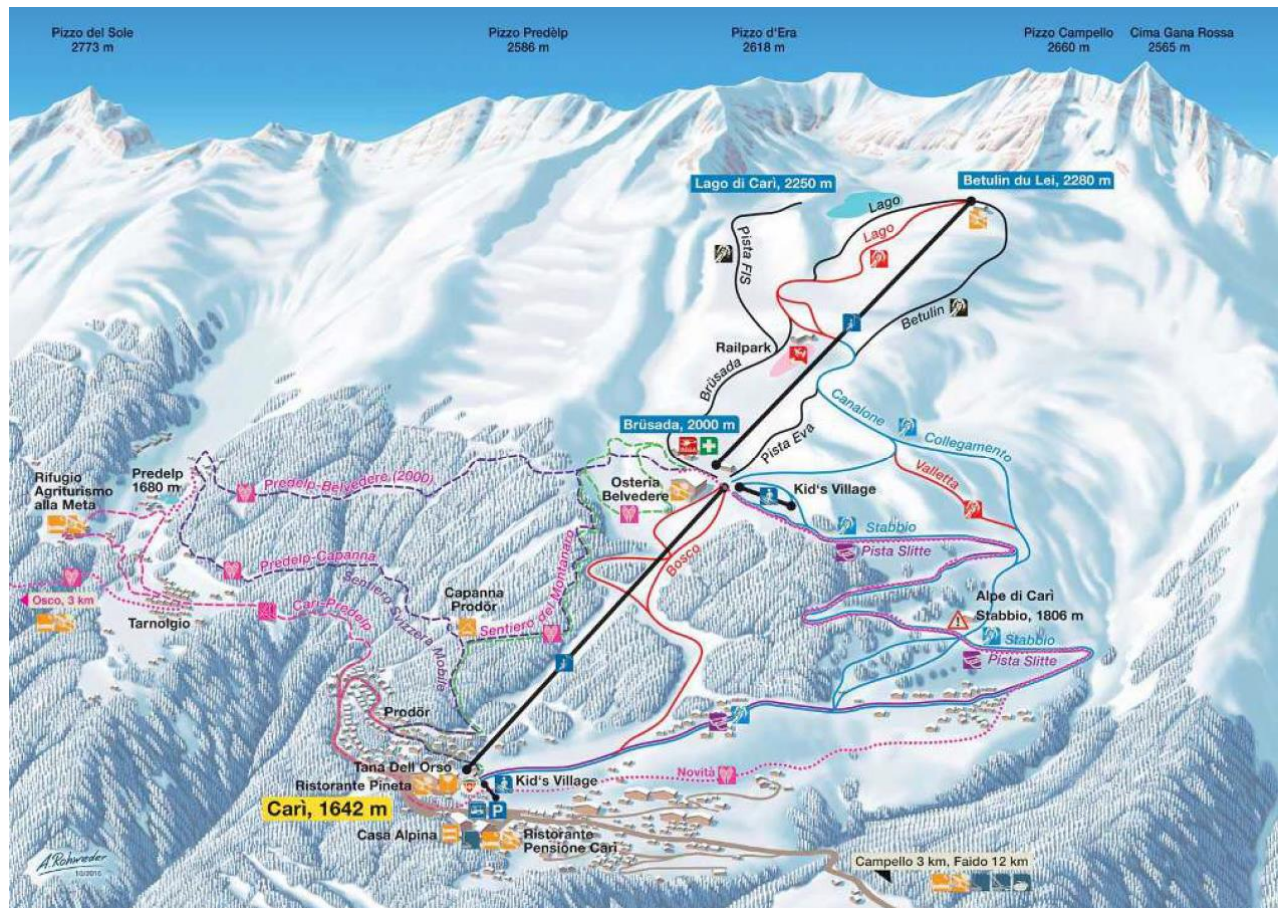 Pizzo del Sole
2773 m
Pizzo Predèlp
2586 m
Pizzo d'Era
2618 m
Pizzo Campello
2660 m
Cima Gana Rossa
2565 m
Lago di Carì, 2250 m
Betulin du Lei, 2280 m
Lago
Lago
Pista FIS
Betulin
Railpark
Brüsada
Canalone
Collegamento
Brüsada, 2000 m
Pista Eva
Valletta
Predelp
1680 m
Rifugio
Agriturismo
alla Meta
Predelp-Belvedere (2000)
Osteria
Belvedere
Kid's Village
Stabbio
Pista Slitte
Bosco
Predelp-Capanna
Sentiero Svizzera Mobile
Capanna
Prodör
Sentiero del Montanaro
Alpe di Carì
Stabbio, 1806 m
Osco, 3 km
Tarnolgio
Carì-Predelp
Stabbio
Pista Slitte
Prodör
Tana Dell Orso
Ristorante Pineta
Kid's Village
Novità
Carì, 1642 m
P
Casa Alpina
Ristorante
Pensione Carì
Campello 3 km, Faido 12 km
A. Rohweder
10/2010